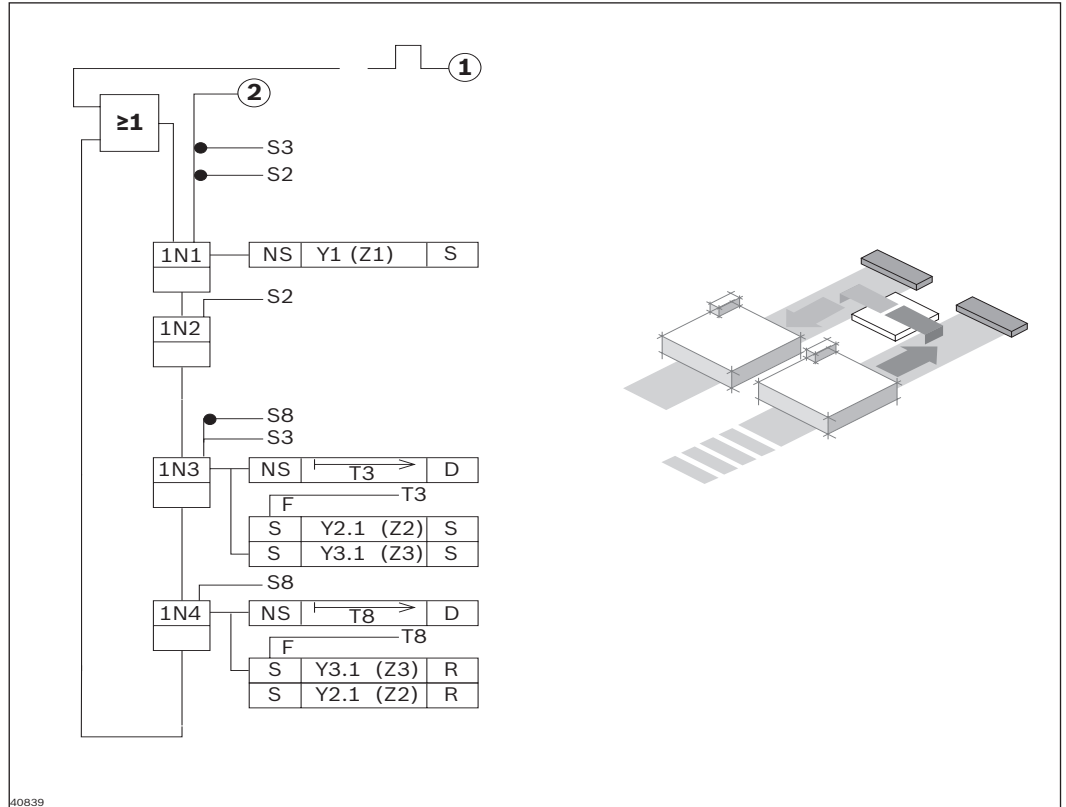 1
2
≥1
S3
S2
1N1 NS Y1 (Z1) S
S2
1N2
S8
S3
1N3 NS T3 D
T3
F
S Y2.1 (Z2) S
S Y3.1 (Z3) S
S8
1N4 NS T8 D
T8
F
S Y3.1 (Z3) R
S Y2.1 (Z2) R
40839